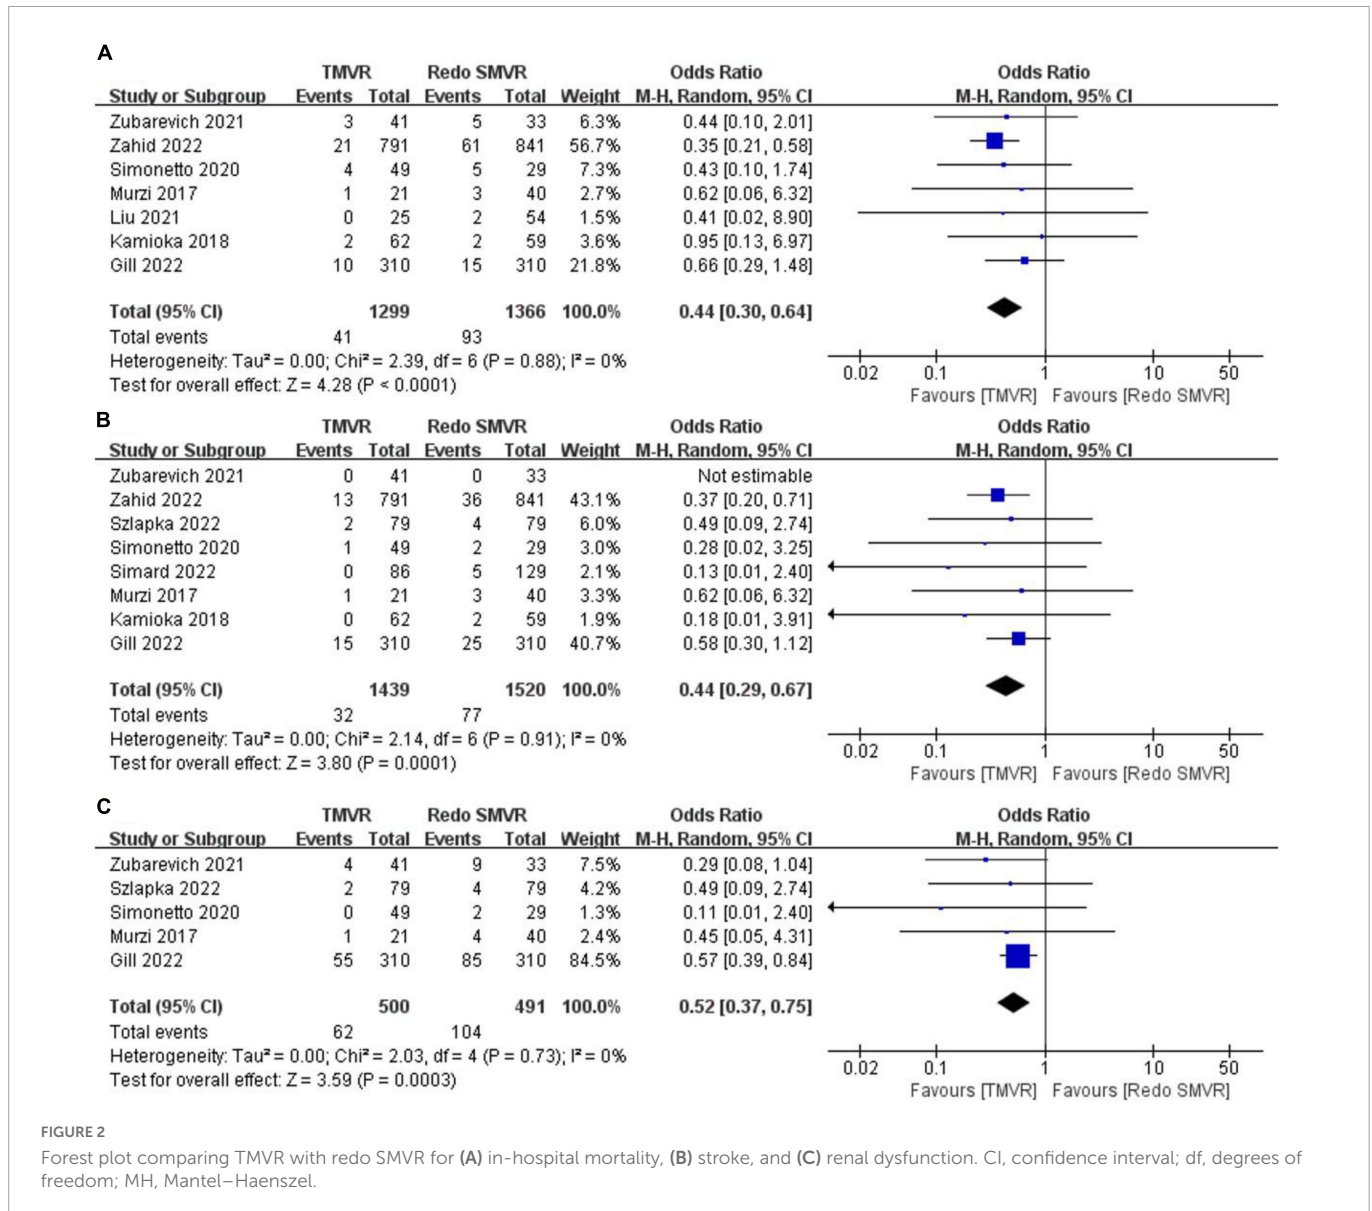 A
TMVR Redo SMVR Odds Ratio Odds Ratio
Study or Subgroup Events Total Events Total Weight M-H, Random, 95% CI M-H, Random, 95% CI
Zubarevich 2021 3 41 5 33 6.3% 0.44 [0.10, 2.01]
Zahid 2022 21 791 61 841 56.7% 0.35 [0.21, 0.58]
Simonetto 2020 4 49 5 29 7.3% 0.43 [0.10, 1.74]
Murzi 2017 1 21 3 40 2.7% 0.62 [0.06, 6.32]
Liu 2021 0 25 2 54 1.5% 0.41 [0.02, 8.90]
Kamioka 2018 2 62 2 59 3.6% 0.95 [0.13, 6.97]
Gill 2022 10 310 15 310 21.8% 0.66 [0.29, 1.48]
Total (95% CI) 1299 1366 100.0% 0.44 [0.30, 0.64]
Total events 41 93
Heterogeneity: Tau² = 0.00; Chi² = 2.39, df = 6 (P = 0.88); I² = 0%
Test for overall effect: Z = 4.28 (P < 0.0001)
0.02 0.1 1 10 50
Favours [TMVR] Favours [Redo SMVR]
B
TMVR Redo SMVR Odds Ratio Odds Ratio
Study or Subgroup Events Total Events Total Weight M-H, Random, 95% CI M-H, Random, 95% CI
Zubarevich 2021 0 41 0 33 Not estimable
Zahid 2022 13 791 36 841 43.1% 0.37 [0.20, 0.71]
Szlapka 2022 2 79 4 79 6.0% 0.49 [0.09, 2.74]
Simonetto 2020 1 49 2 29 3.0% 0.28 [0.02, 3.25]
Simard 2022 0 86 5 129 2.1% 0.13 [0.01, 2.40]
Murzi 2017 1 21 3 40 3.3% 0.62 [0.06, 6.32]
Kamioka 2018 0 62 2 59 1.9% 0.18 [0.01, 3.91]
Gill 2022 15 310 25 310 40.7% 0.58 [0.30, 1.12]
Total (95% CI) 1439 1520 100.0% 0.44 [0.29, 0.67]
Total events 32 77
Heterogeneity: Tau² = 0.00; Chi² = 2.14, df = 6 (P = 0.91); I² = 0%
Test for overall effect: Z = 3.80 (P = 0.0001)
0.02 0.1 1 10 50
Favours [TMVR] Favours [Redo SMVR]
C
TMVR Redo SMVR Odds Ratio Odds Ratio
Study or Subgroup Events Total Events Total Weight M-H, Random, 95% CI M-H, Random, 95% CI
Zubarevich 2021 4 41 9 33 7.5% 0.29 [0.08, 1.04]
Szlapka 2022 2 79 4 79 4.2% 0.49 [0.09, 2.74]
Simonetto 2020 0 49 2 29 1.3% 0.11 [0.01, 2.40]
Murzi 2017 1 21 4 40 2.4% 0.45 [0.05, 4.31]
Gill 2022 55 310 85 310 84.5% 0.57 [0.39, 0.84]
Total (95% CI) 500 491 100.0% 0.52 [0.37, 0.75]
Total events 62 104
Heterogeneity: Tau² = 0.00; Chi² = 2.03, df = 4 (P = 0.73); I² = 0%
Test for overall effect: Z = 3.59 (P = 0.0003)
0.02 0.1 1 10 50
Favours [TMVR] Favours [Redo SMVR]
FIGURE 2
Forest plot comparing TMVR with redo SMVR for (A) in-hospital mortality, (B) stroke, and (C) renal dysfunction. CI, confidence interval; df, degrees of
freedom; MH, Mantel–Haenszel.